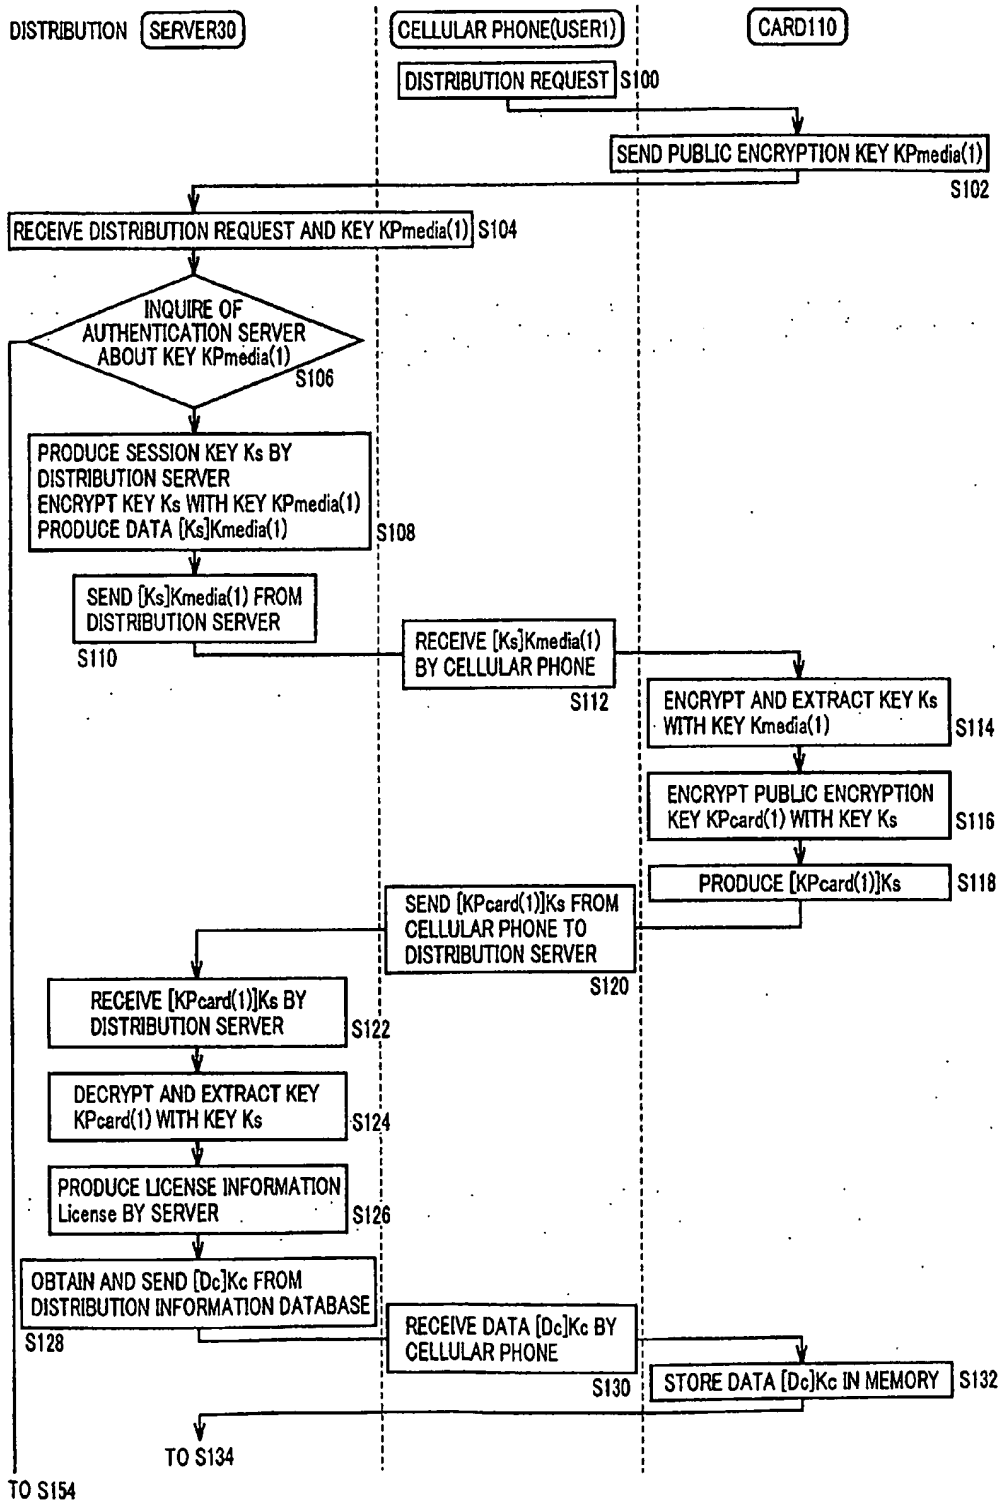 DISTRIBUTION SERVER30
CELLULAR PHONE(USER1)
CARD110
DISTRIBUTION REQUEST S100
SEND PUBLIC ENCRYPTION KEY KPmedia(1)
S102
RECEIVE DISTRIBUTION REQUEST AND KEY KPmedia(1) S104
INQUIRE OF
AUTHENTICATION SERVER
ABOUT KEY KPmedia(1)
S106
PRODUCE SESSION KEY Ks BY
DISTRIBUTION SERVER
ENCRYPT KEY Ks WITH KEY KPmedia(1)
PRODUCE DATA [Ks]Kmedia(1)
S108
SEND [Ks]Kmedia(1) FROM
DISTRIBUTION SERVER
S110
RECEIVE [Ks]Kmedia(1)
BY CELLULAR PHONE
S112
ENCRYPT AND EXTRACT KEY Ks
WITH KEY Kmedia(1)
S114
ENCRYPT PUBLIC ENCRYPTION
KEY KPcard(1) WITH KEY Ks
S116
PRODUCE [KPcard(1)]Ks
S118
SEND [KPcard(1)]Ks FROM
CELLULAR PHONE TO
DISTRIBUTION SERVER
S120
RECEIVE [KPcard(1)]Ks BY
DISTRIBUTION SERVER
S122
DECRYPT AND EXTRACT KEY
KPcard(1) WITH KEY Ks
S124
PRODUCE LICENSE INFORMATION
License BY SERVER
S126
OBTAIN AND SEND [Dc]Kc FROM
DISTRIBUTION INFORMATION DATABASE
S128
RECEIVE DATA [Dc]Kc BY
CELLULAR PHONE
S130
STORE DATA [Dc]Kc IN MEMORY
S132
TO S134
TO S154